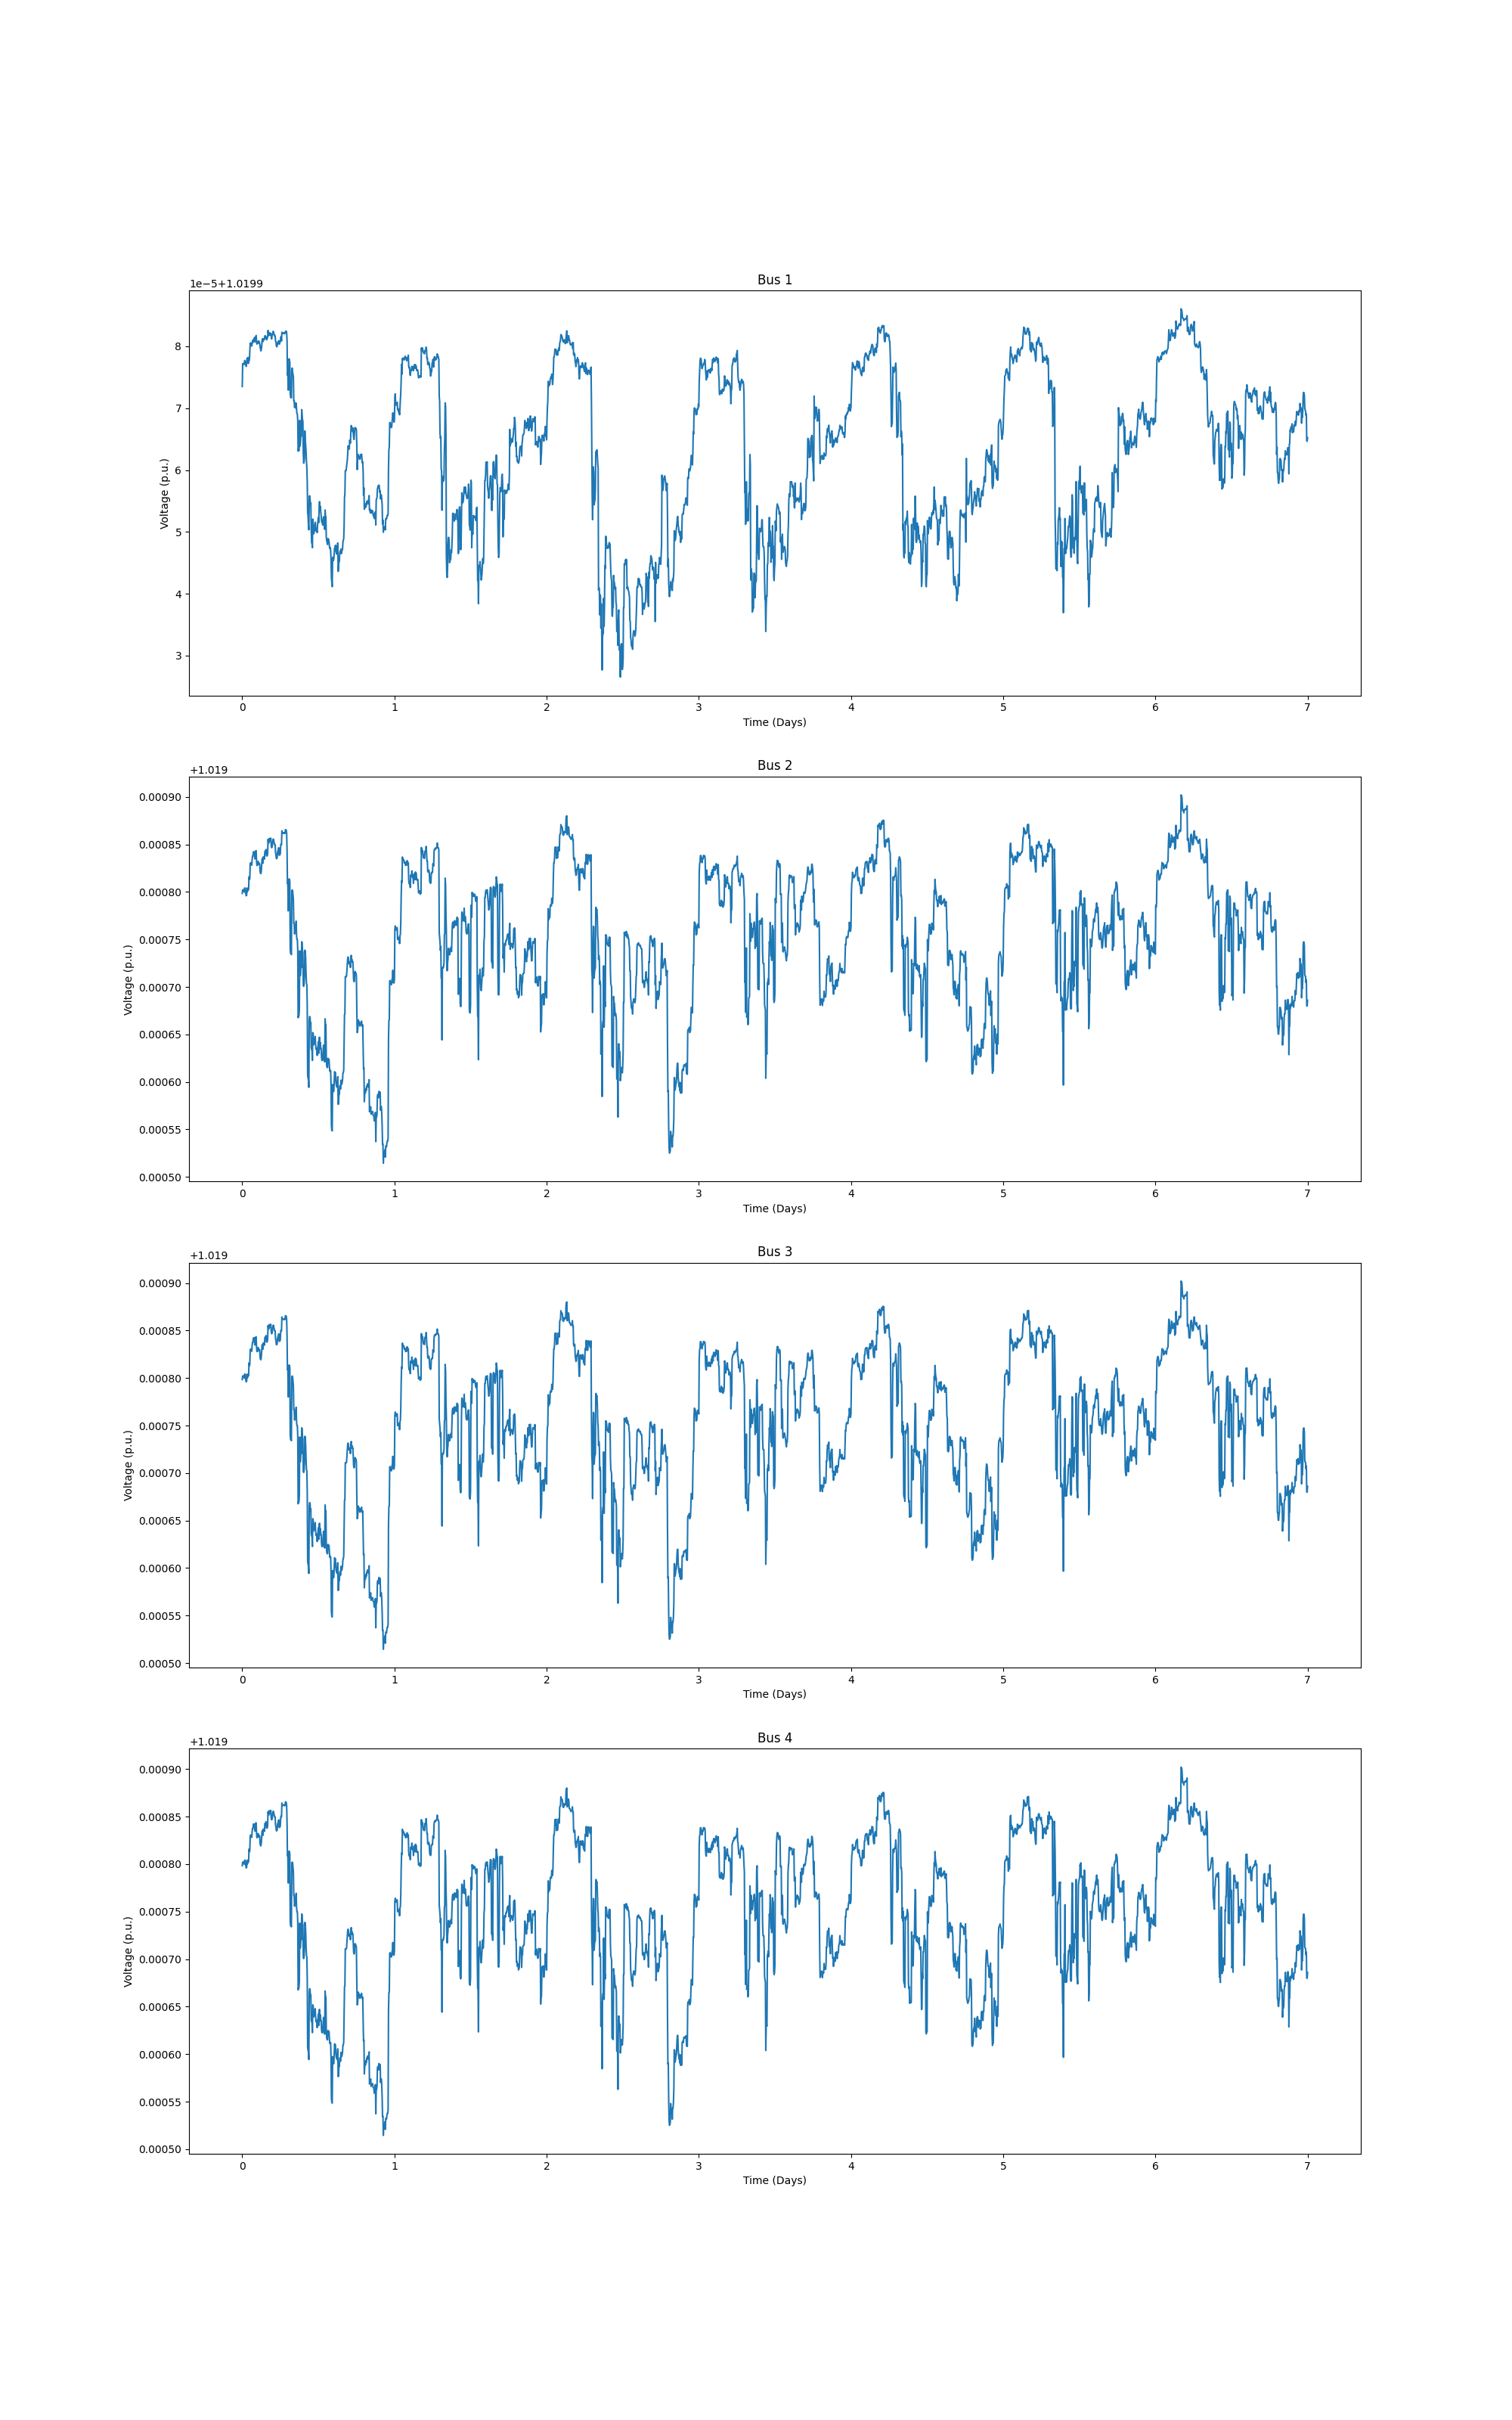 Bus 1
1e−5+1.0199
8
7
6
5
4
3
Voltage (p.u.)
0 1 2 3 4 5 6 7
Time (Days)
Bus 2
+1.019
0.00090
0.00085
0.00080
0.00075
0.00070
0.00065
0.00060
0.00055
0.00050
Voltage (p.u.)
0 1 2 3 4 5 6 7
Time (Days)
Bus 3
+1.019
0.00090
0.00085
0.00080
0.00075
0.00070
0.00065
0.00060
0.00055
0.00050
Voltage (p.u.)
0 1 2 3 4 5 6 7
Time (Days)
Bus 4
+1.019
0.00090
0.00085
0.00080
0.00075
0.00070
0.00065
0.00060
0.00055
0.00050
Voltage (p.u.)
0 1 2 3 4 5 6 7
Time (Days)